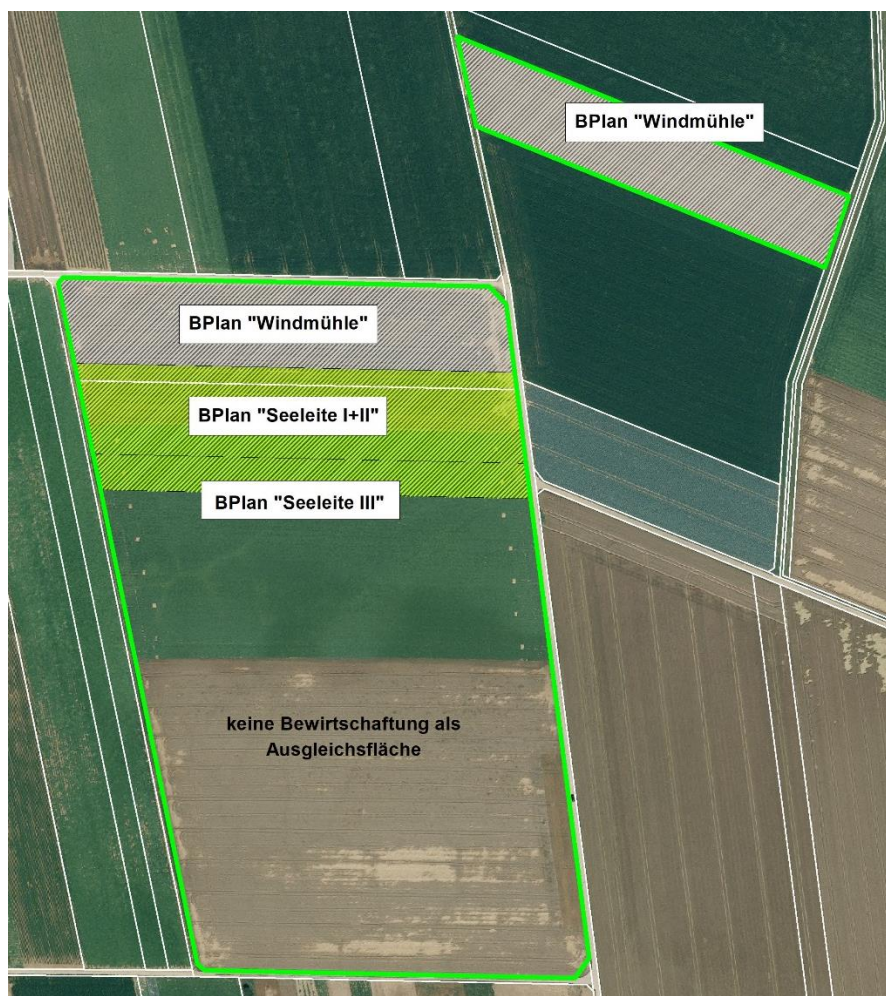 BPlan "Windmühle"
BPlan "Windmühle"
BPlan "Seeleite I+II"
BPlan "Seeleite III"
keine Bewirtschaftung als
Ausgleichsfläche